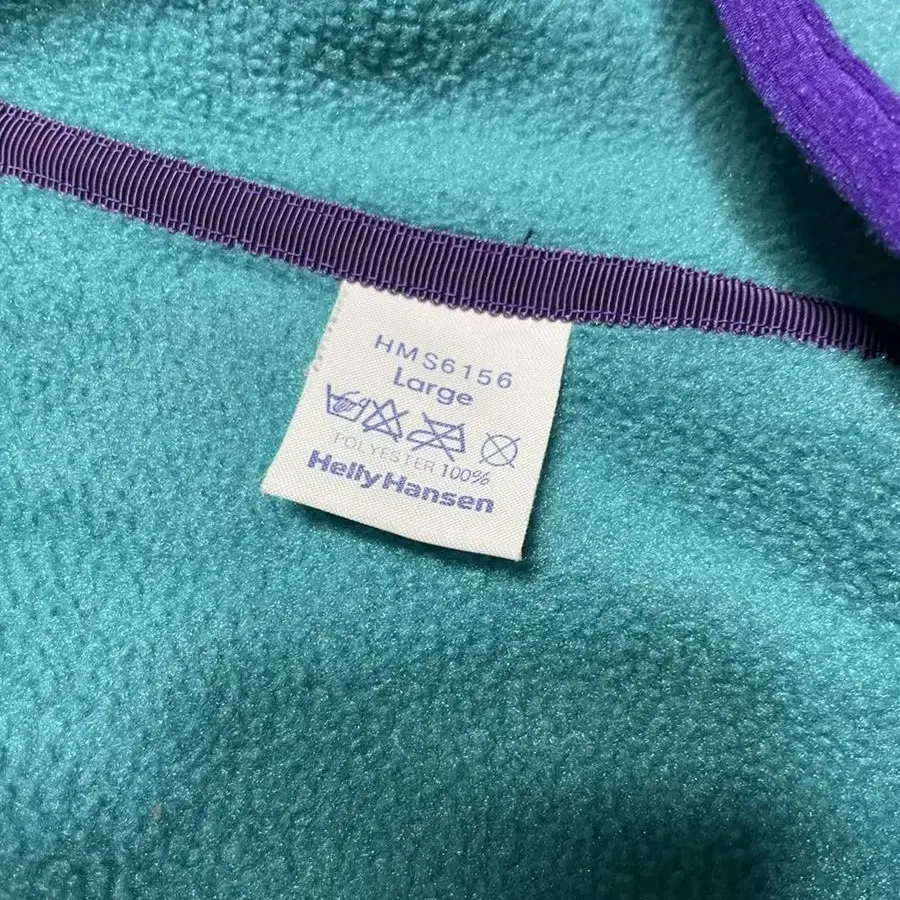 HMS6156
Large
POLYESTER 100%
HellyHansen